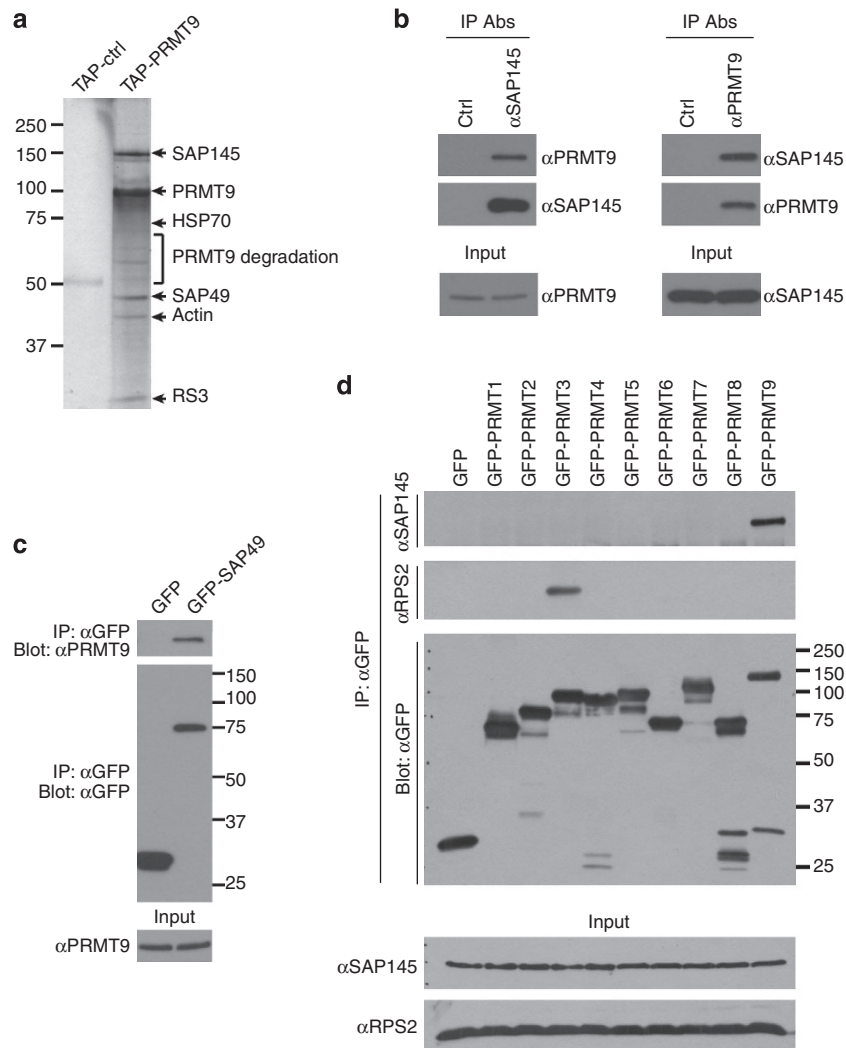 a
TAP-ctrl
TAP-PRMT9
250
150
100
75
50
37
SAP145
PRMT9
HSP70
PRMT9 degradation
SAP49
Actin
RS3
b
IP Abs
Ctrl
αSAP145
αPRMT9
αSAP145
Input
αPRMT9
IP Abs
Ctrl
αPRMT9
αSAP145
αPRMT9
Input
αSAP145
c
GFP
GFP-SAP49
IP: αGFP
Blot: αPRMT9
IP: αGFP
Blot: αGFP
150
100
75
50
37
25
Input
αPRMT9
d
GFP
GFP-PRMT1
GFP-PRMT2
GFP-PRMT3
GFP-PRMT4
GFP-PRMT5
GFP-PRMT6
GFP-PRMT7
GFP-PRMT8
GFP-PRMT9
IP: αGFP
αSAP145
αRPS2
Blot: αGFP
250
150
100
75
50
37
25
Input
αSAP145
αRPS2